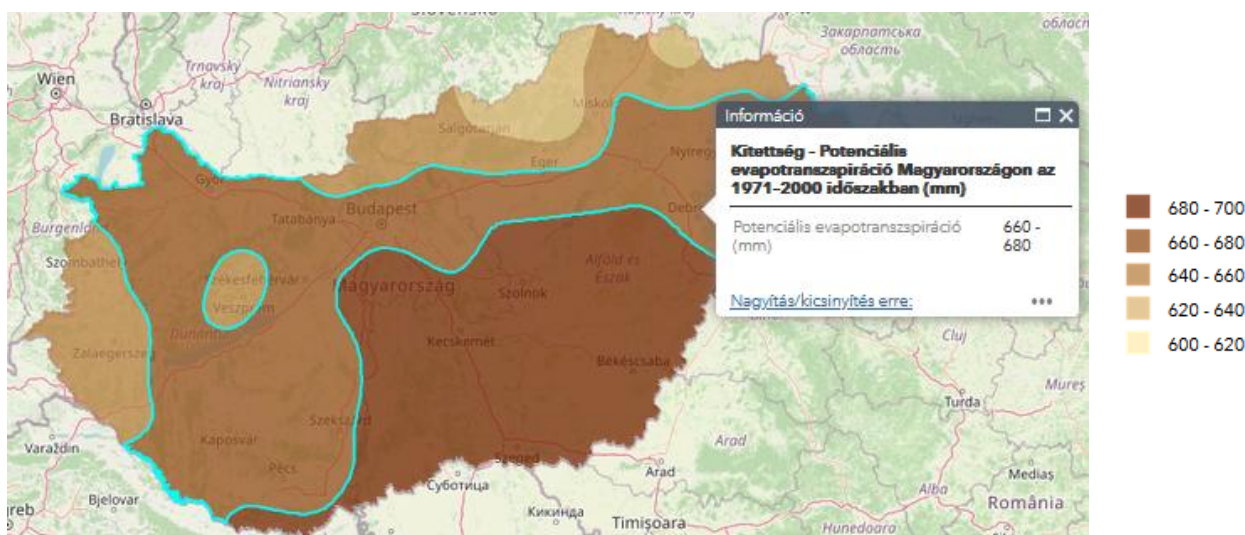 Закарпатська
область
Wien
Trnavský
kraj
Nitriansky
kraj
Bratislava
Miskolc
Salgótarján
Eger
Nyíregy
Győr
Tatabánya
Budapest
Debre
Burgenland
Szombathely
Székesfehérvár
Veszprém
Magyarország
Alföld és
Észak
Szolnok
Dunántúl
Zalaegerszeg
Kecskemét
Békéscsaba
Kaposvár
Szekszárd
Pécs
Szeged
Varaždin
Bjelovar
greb
Суботица
Кикинда
Timișoara
Arad
Arad
Cluj
Turda
Mureș
Alba
Mediaș
România
Hunedoara
Információ
Kitettség - Potenciális
evapotranszspiráció Magyarországon az
1971–2000 időszakban (mm)
Potenciális evapotranszspiráció
(mm)
660 -
680
Nagyítás/kicsinyítés erre:
•••
680 - 700
660 - 680
640 - 660
620 - 640
600 - 620